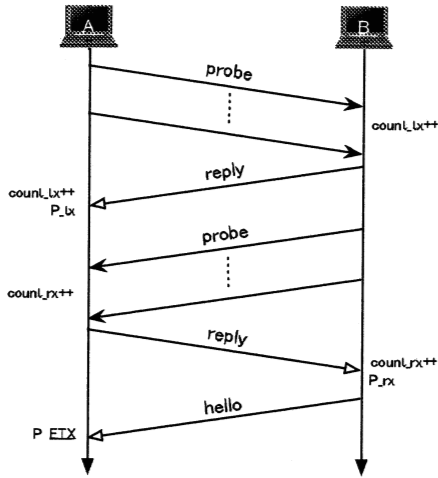 A
B
probe
count_tx++
reply
count_tx++
P_tx
probe
count_rx++
reply
count_rx++
P_rx
hello
P_ETX